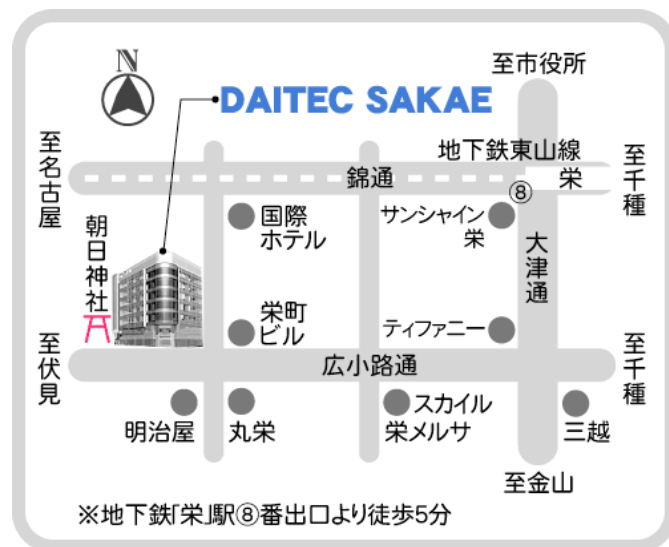 N
至市役所
DAITEC SAKAE
地下鉄東山線
至名古屋
錦通
栄
至千種
⑧
朝日神社
国際
ホテル
サンシャイン
栄
大津通
栄町
ビル
ティファニー
至伏見
広小路通
至千種
明治屋
丸栄
スカイル
栄メルサ
三越
至金山
※地下鉄「栄」駅⑧番出口より徒歩5分